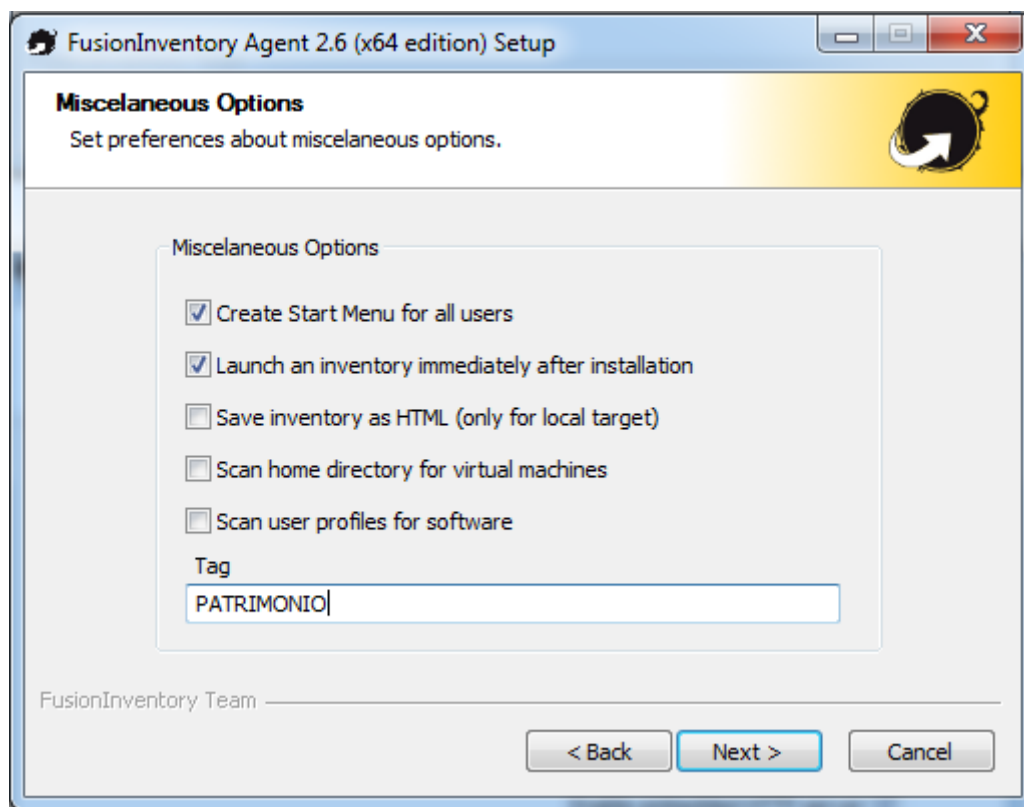 FusionInventory Agent 2.6 (x64 edition) Setup
Miscelaneous Options
Set preferences about miscelaneous options.
Miscelaneous Options
Create Start Menu for all users
Launch an inventory immediately after installation
Save inventory as HTML (only for local target)
Scan home directory for virtual machines
Scan user profiles for software
Tag
PATRIMONIO
FusionInventory Team
< Back Next > Cancel